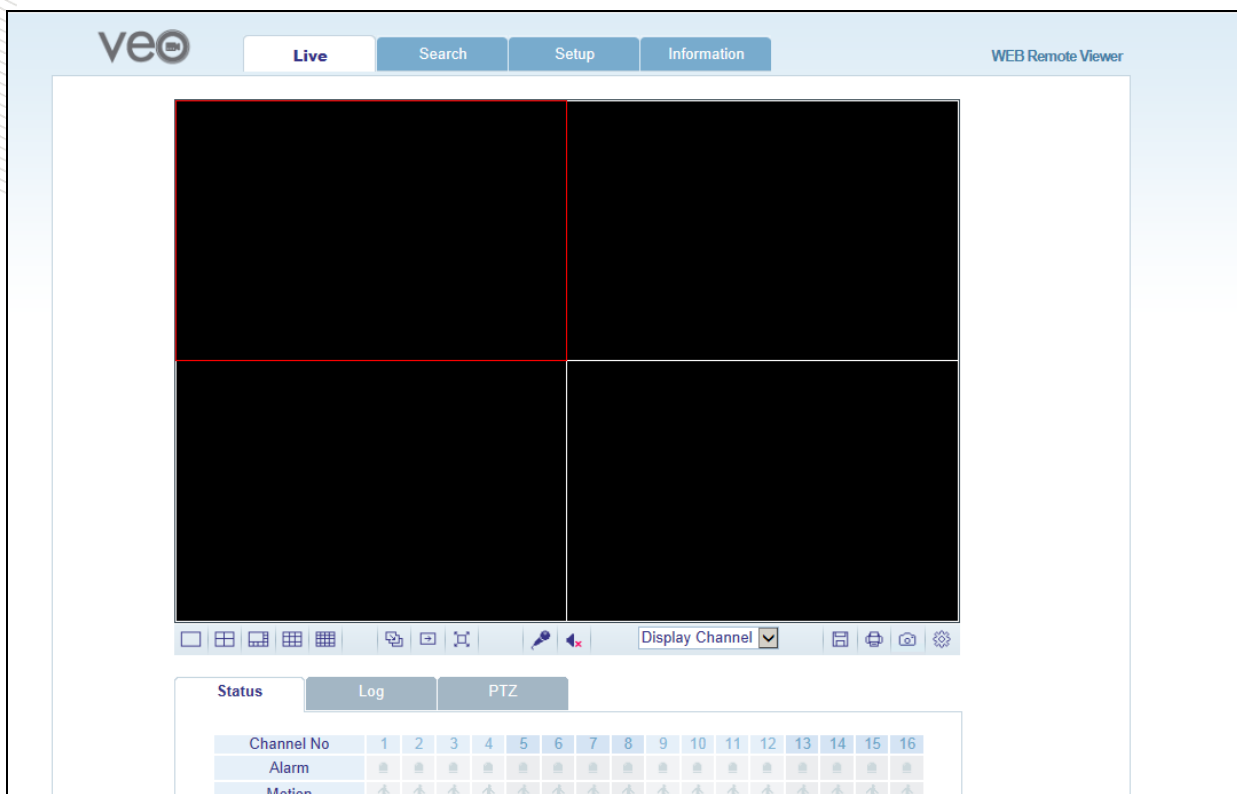 veo
Live Search Setup Information
WEB Remote Viewer
Display Channel
Status Log PTZ
Channel No 1 2 3 4 5 6 7 8 9 10 11 12 13 14 15 16
Alarm
Motion